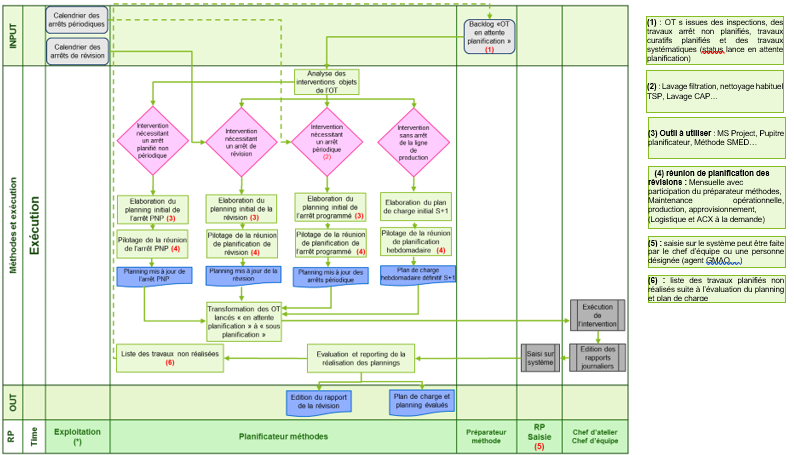 INPUT
Calendrier des
arrêts périodiques
Calendrier des
arrêts de révision
Backlog «OT
en attente
planification »
(1)
Méthodes et exécution
Exécution
Analyse des
interventions objets
de l'OT
Intervention
nécessitant
un arrêt
planifié non
périodique
Intervention
nécessitant
un arrêt de
révision
Intervention
nécessitant
un arrêt
périodique
(2)
Intervention
sans arrêt
de la ligne
de
production
Elaboration du
planning initial de
l'arrêt PNP (3)
Elaboration du
planning initial de la
révision (3)
Elaboration du
planning initial de
l'arrêt programmé (3)
Elaboration du plan
de charge initial S+1
Pilotage de la réunion
de l'arrêt PNP (4)
Pilotage de la réunion
de planification de
révision (4)
Pilotage de la réunion
de planification de
l'arrêt programmé (4)
Pilotage de la réunion
de planification
hebdomadaire (4)
Planning mis à jour de
l'arrêt PNP
Planning mis à jour de la
révision
Planning mis à jour des
arrêts périodique
Plan de charge
hebdomadaire définitif S+1
Transformation des OT
lancés « en attente
planification » à « sous
planification »
Exécution de
l'intervention
Liste des travaux non réalisées
(6)
Evaluation et reporting de la
réalisation des plannings
Saisi sur
système
Edition des
rapports
journaliers
OUT
Edition du rapport
de la révision
Plan de charge et
planning évalués
RP
Time
Exploitation
(*)
Planificateur méthodes
Préparateur
méthode
RP
Saisie
(5)
Chef d'atelier
Chef d'équipe
(1) : OT s issues des inspections, des
travaux arrêt non planifiés, travaux
curatifs planifiés et des travaux
systématiques (status lance en attente
planification)
(2) : Lavage filtration, nettoyage habituel
TSP, Lavage CAP…
(3) Outil à utiliser : MS Project, Pupitre
planificateur, Méthode SMED…
(4) réunion de planification des
révisions : Mensuelle avec
participation du préparateur méthodes,
Maintenance opérationnelle,
production, approvisionnement,
(Logistique et ACX à la demande)
(5) : saisie sur le système peut être faite
par le chef d'équipe ou une personne
désignée (agent GMAO…)
(6) : liste des travaux planifiés non
réalisés suite à l'évaluation du planning
et plan de charge